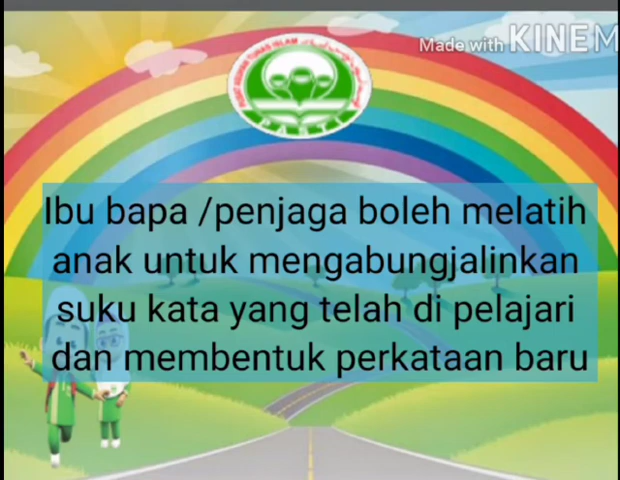 Made with KINEM
PASTI
Ibu bapa /penjaga boleh melatih
anak untuk mengabungjalinkan
suku kata yang telah di pelajari
dan membentuk perkataan baru